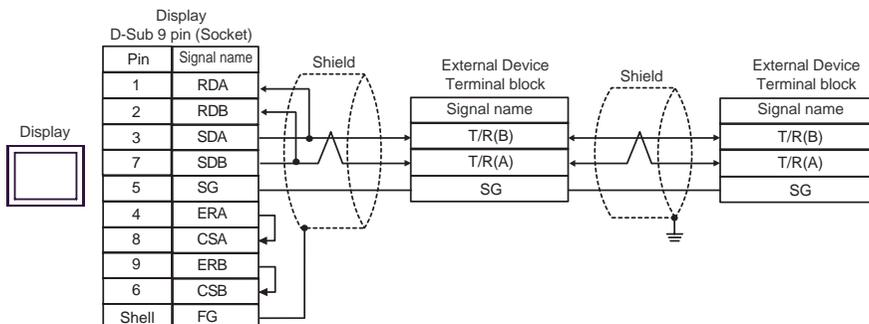 Display
D-Sub 9 pin (Socket)
Pin Signal name
1 RDA
2 RDB
3 SDA
7 SDB
5 SG
4 ERA
8 CSA
9 ERB
6 CSB
Shell FG
Display
Shield
External Device
Terminal block
Signal name
T/R(B)
T/R(A)
SG
Shield
External Device
Terminal block
Signal name
T/R(B)
T/R(A)
SG